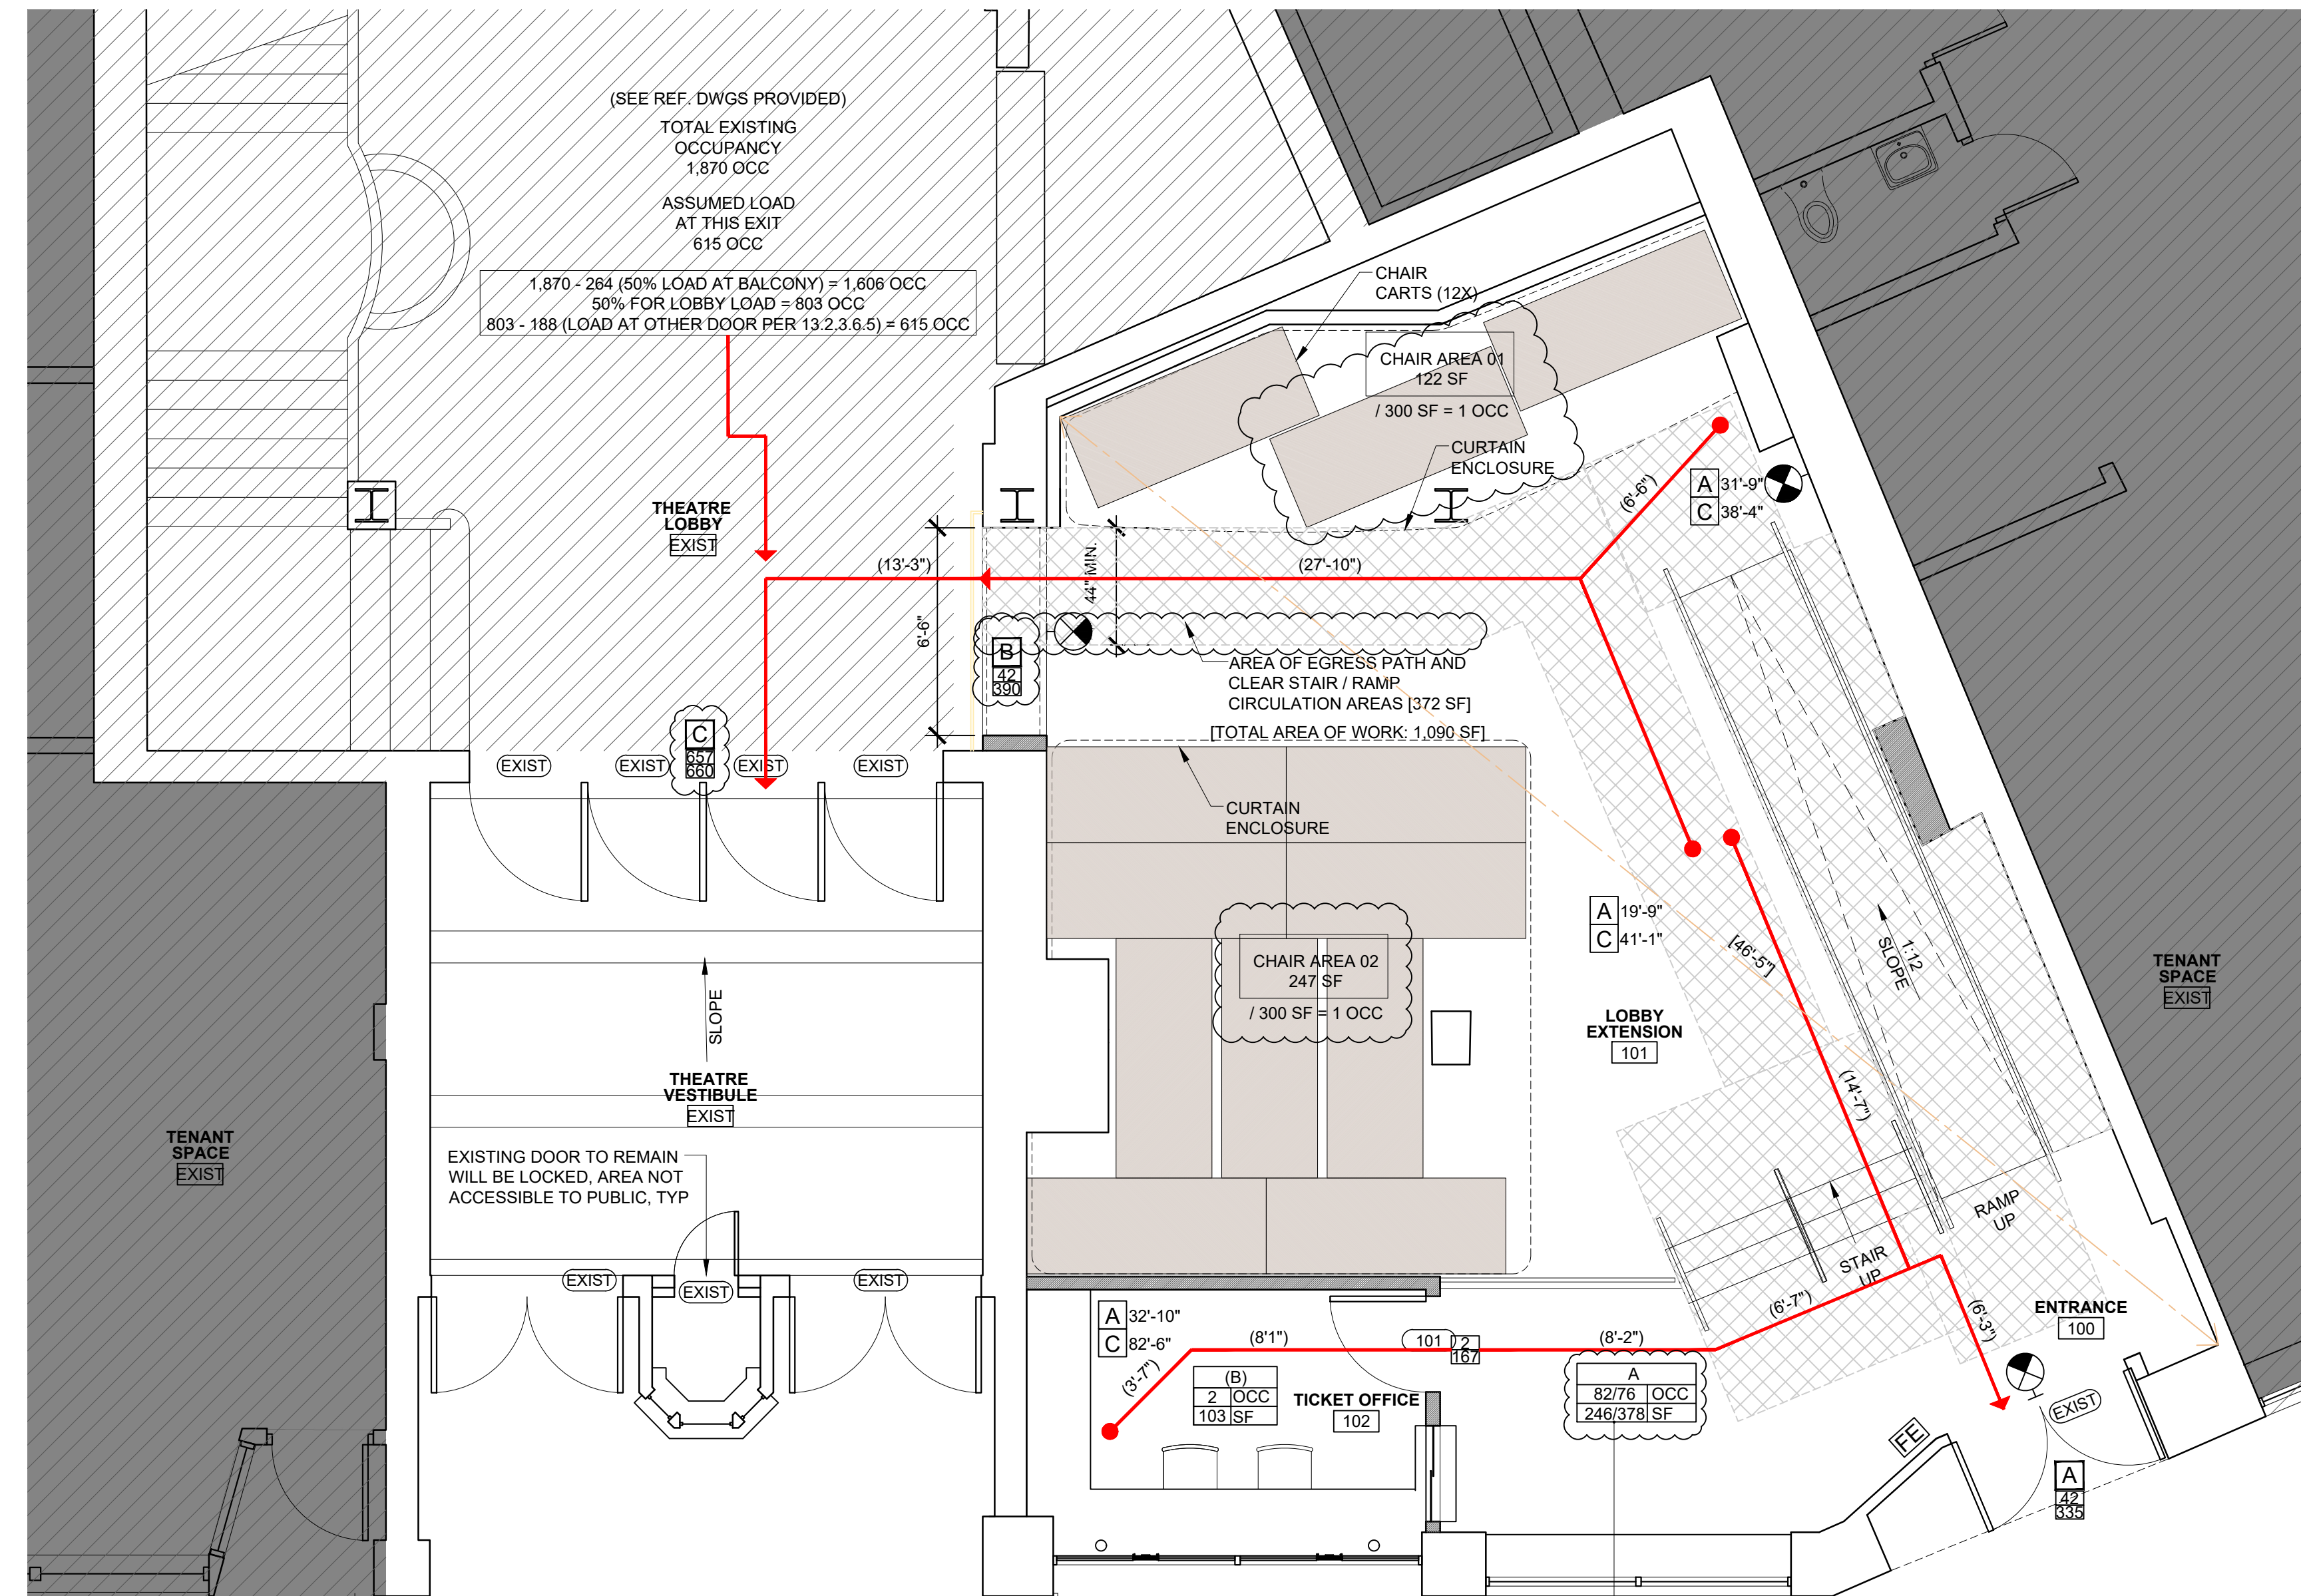 (SEE REF. DWGS PROVIDED)
TOTAL EXISTING
OCCUPANCY
1,870 OCC
ASSUMED LOAD
AT THIS EXIT
615 OCC
1,870 - 264 (50% LOAD AT BALCONY) = 1,606 OCC
50% FOR LOBBY LOAD = 803 OCC
803 - 188 (LOAD AT OTHER DOOR PER 13.2.3.6.5) = 615 OCC
CHAIR
CARTS (12X)
CHAIR AREA 01
122 SF
/ 300 SF = 1 OCC
CURTAIN
ENCLOSURE
(6'-6")
A 31'-9"
C 38'-4"
THEATRE
LOBBY
EXIST
(13'-3")
(27'-10")
44" MIN.
6'-6"
B
42
390
AREA OF EGRESS PATH AND
CLEAR STAIR / RAMP
CIRCULATION AREAS [372 SF]
[TOTAL AREA OF WORK: 1,090 SF]
C
657
660
EXIST
EXIST
EXIST
EXIST
CURTAIN
ENCLOSURE
A 19'-9"
C 41'-1"
[46'-5"]
1:12
SLOPE
CHAIR AREA 02
247 SF
/ 300 SF = 1 OCC
TENANT
SPACE
EXIST
SLOPE
LOBBY
EXTENSION
101
THEATRE
VESTIBULE
EXIST
(14'-7")
TENANT
SPACE
EXIST
EXISTING DOOR TO REMAIN
WILL BE LOCKED, AREA NOT
ACCESSIBLE TO PUBLIC, TYP
RAMP
UP
STAIR
UP
EXIST
EXIST
EXIST
(6'-7")
(6'-3")
ENTRANCE
100
A 32'-10"
C 82'-6"
(8'1")
101
2
167
(8'-2")
(3'-7")
(B)
2 OCC
103 SF
TICKET OFFICE
102
A
82/76 OCC
246/378 SF
EXIST
FE
A
42
335